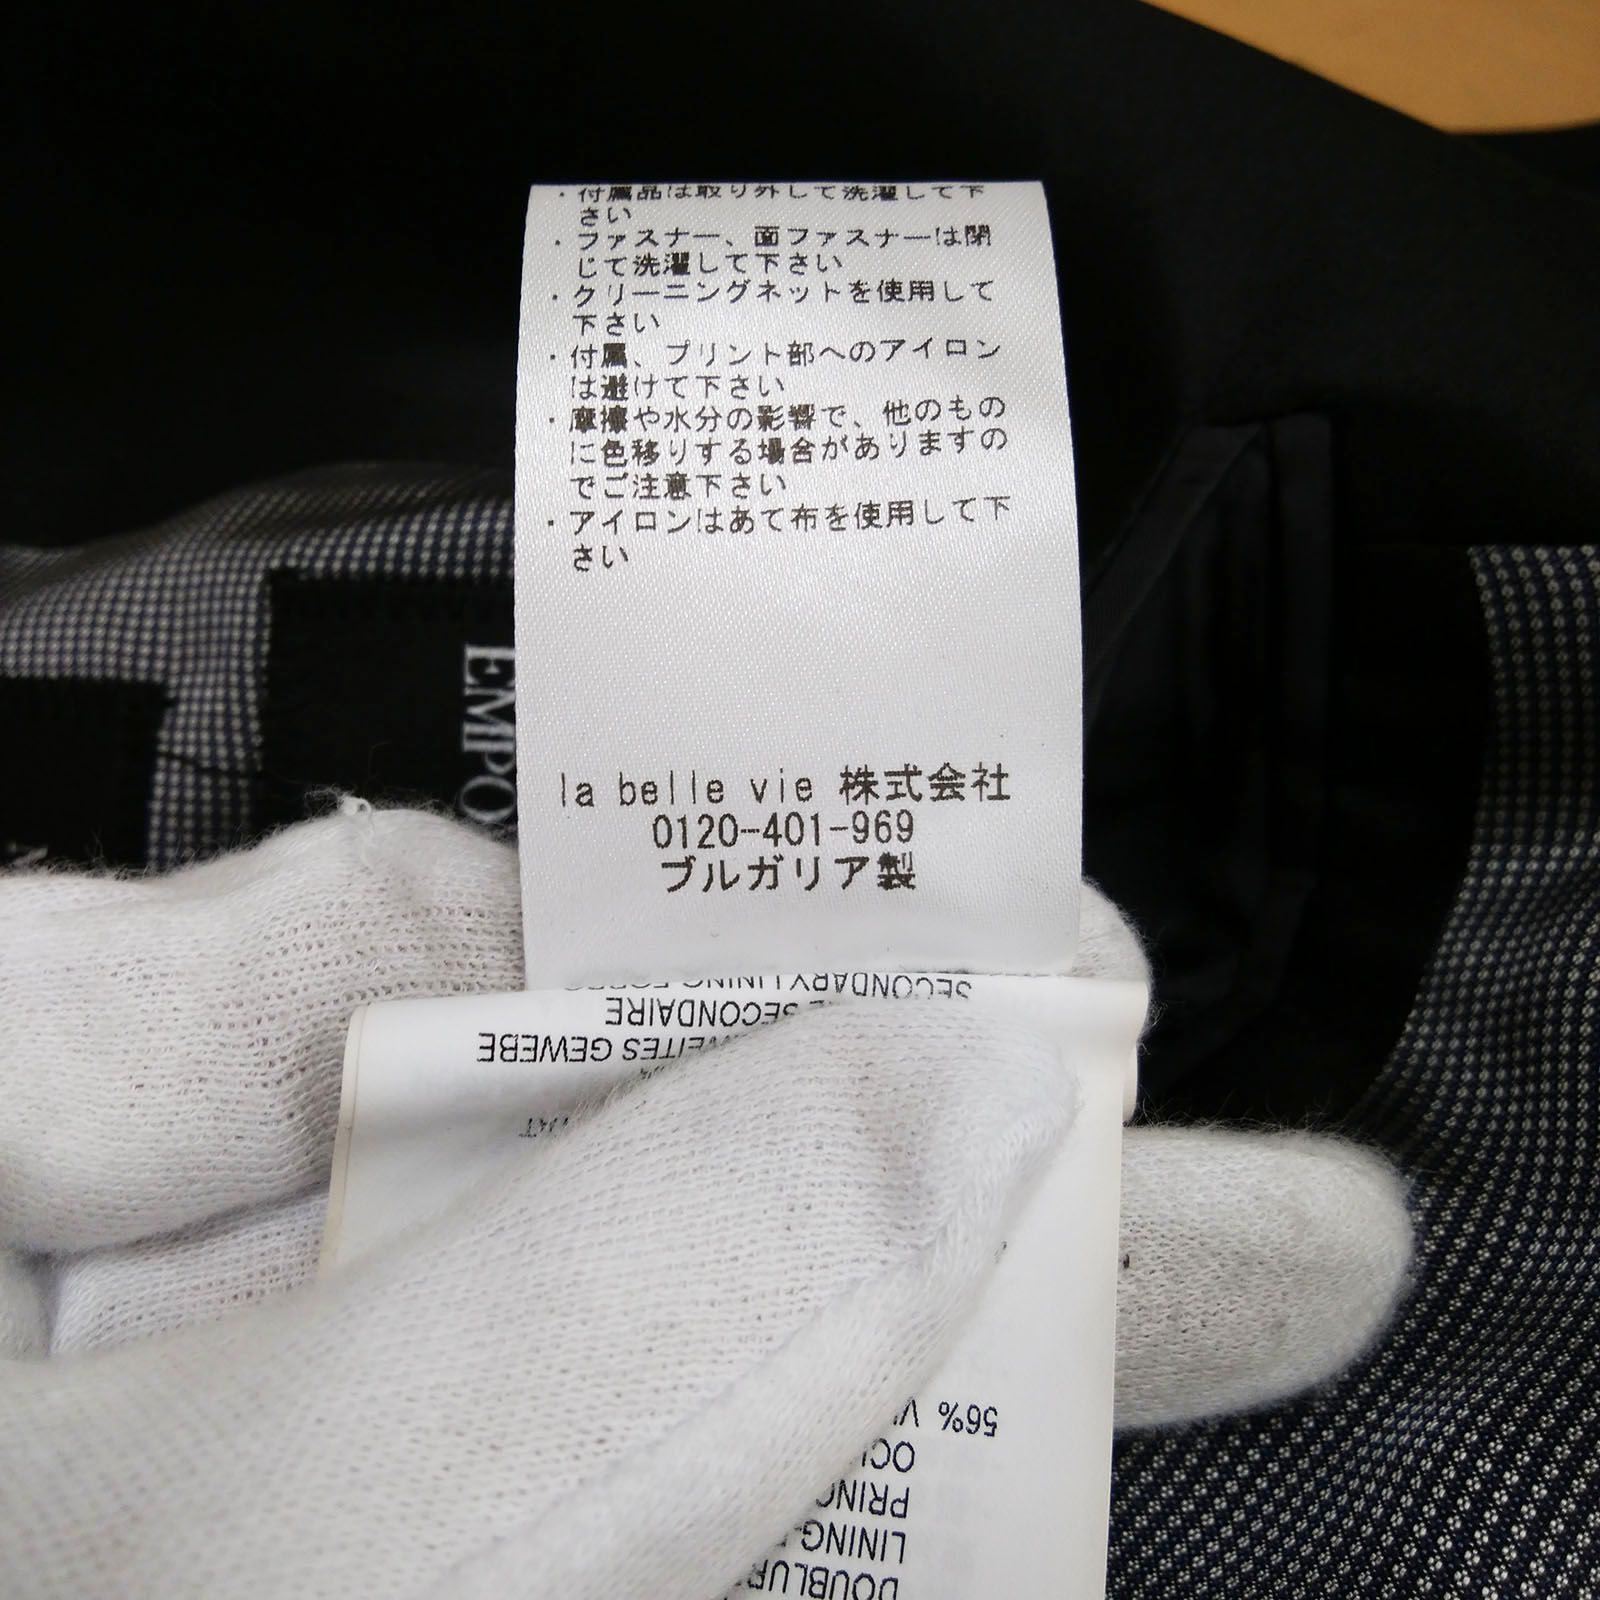 ・付属品は取り外して洗濯して下
さい
・ファスナー、面ファスナーは閉
じて洗濯して下さい
・クリーニングネットを使用して
下さい
・付属、プリント部へのアイロン
は避けて下さい
・摩擦や水分の影響で、他のもの
に色移りする場合がありますの
でご注意下さい
・アイロンはあて布を使用して下
さい
EMPO
la belle vie 株式会社
0120-401-969
ブルガリア製
SECONDARY LINING
SECONDAIRE
GEWEBE
56%
LINING